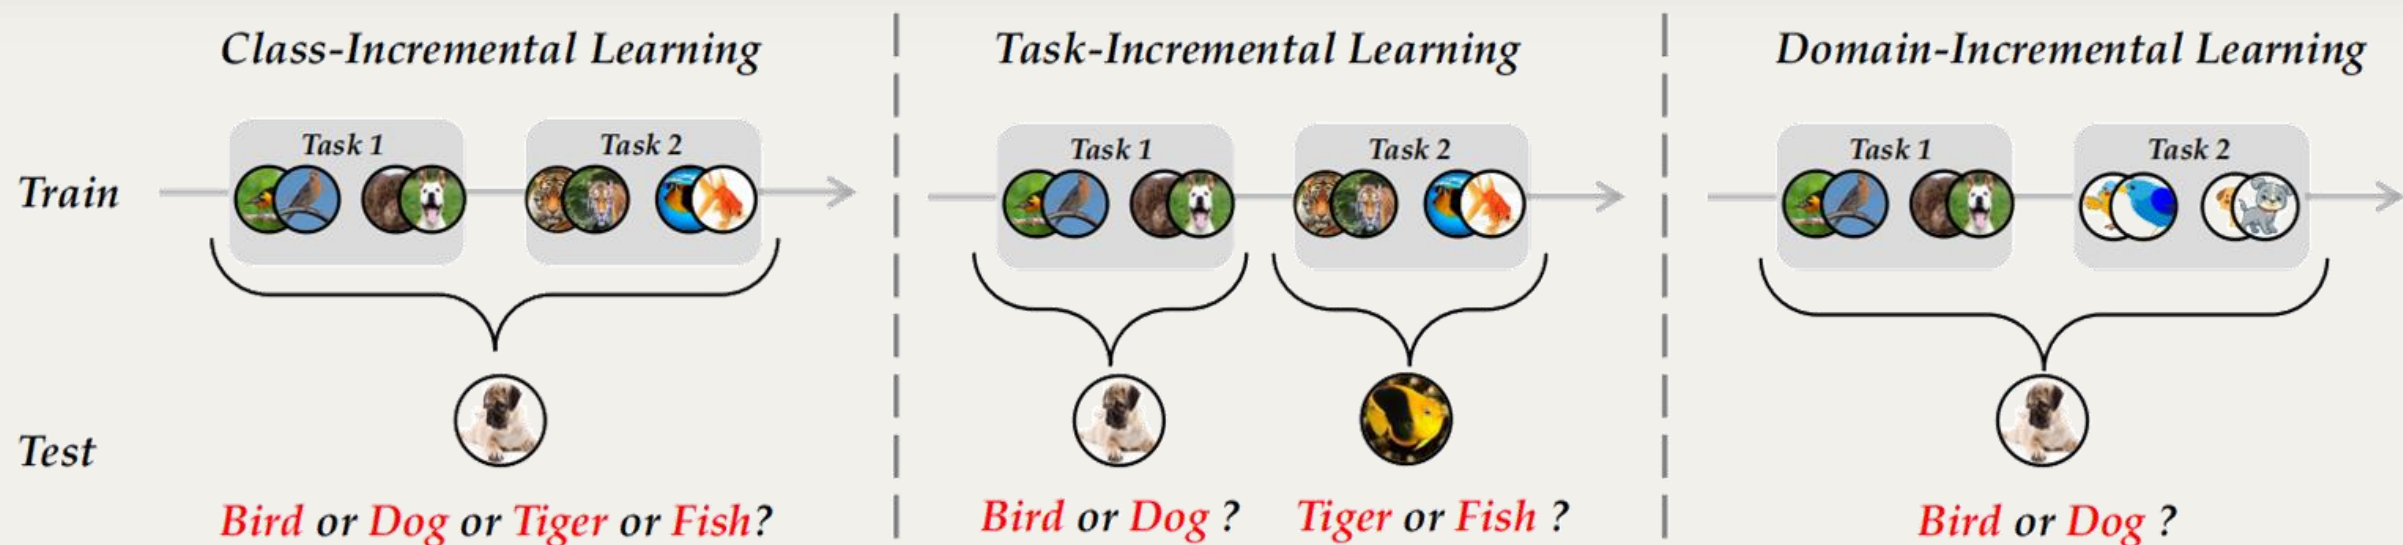 Class-Incremental Learning
Task-Incremental Learning
Domain-Incremental Learning
Train
Task 1
Task 2
Task 1
Task 2
Task 1
Task 2
Test
Bird or Dog or Tiger or Fish?
Bird or Dog ?
Tiger or Fish ?
Bird or Dog ?